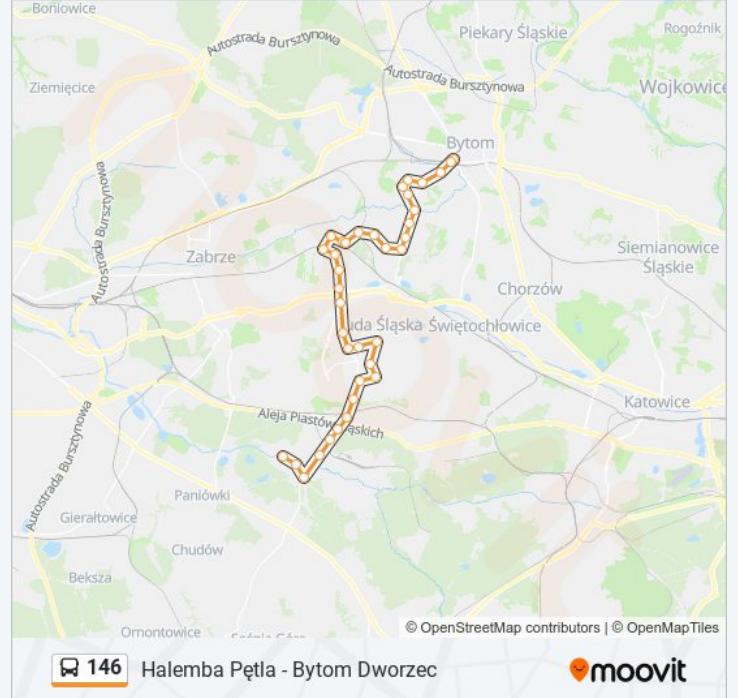 Boniowice
Rogoźnik
Piekary Śląskie
Autostrada Bursztynowa
Autostrada Bursztynowa
Ziemięcice
Wojkowice
Bytom
Autostrada Bursztynowa
Zabrze
Siemianowice
Śląskie
Chorzów
uda Śląska
Świętochłowice
Katowice
Aleja Piastów
ąskich
Autostrada Bursztynowa
Paniówki
Gierałtowice
Chudów
Beksza
Ornontowice
© OpenStreetMap contributors | © OpenMapTiles
146 Halemba Pętla - Bytom Dworzec
moovit